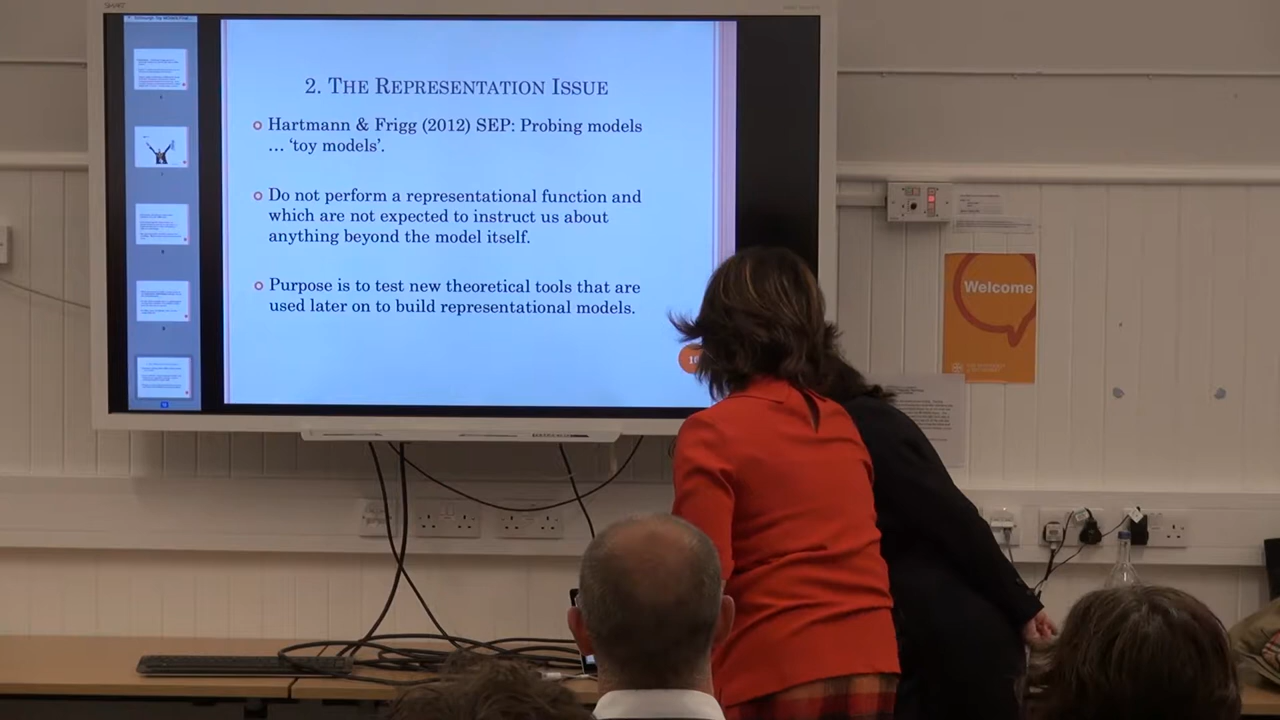 SMART
2. THE REPRESENTATION ISSUE
Hartmann & Frigg (2012) SEP: Probing models
... 'toy models'.
Do not perform a representational function and
which are not expected to instruct us about
anything beyond the model itself.
Purpose is to test new theoretical tools that are
used later on to build representational models.
Welcome